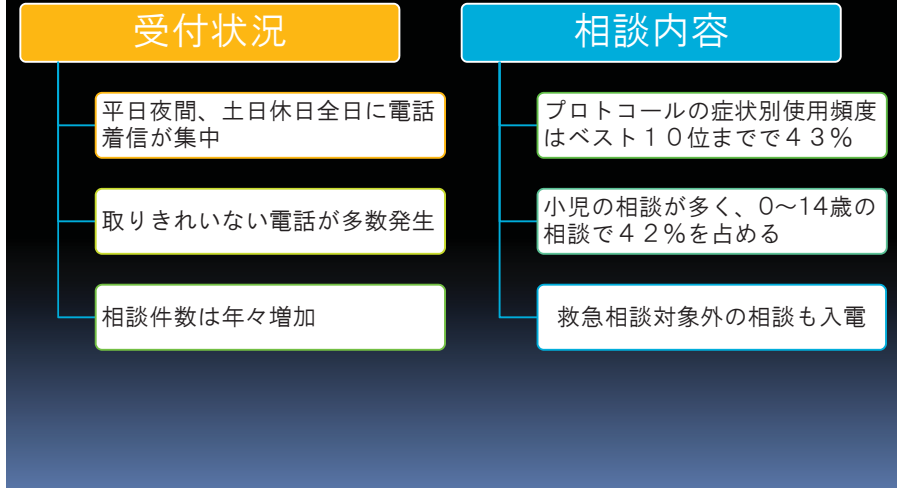 受付状況
平日夜間、土日休日全日に電話
着信が集中
取りきれいない電話が多数発生
相談件数は年々増加
相談内容
プロトコールの症状別使用頻度
はベスト１０位までで４３％
小児の相談が多く、0～14歳の
相談で４２％を占める
救急相談対象外の相談も入電